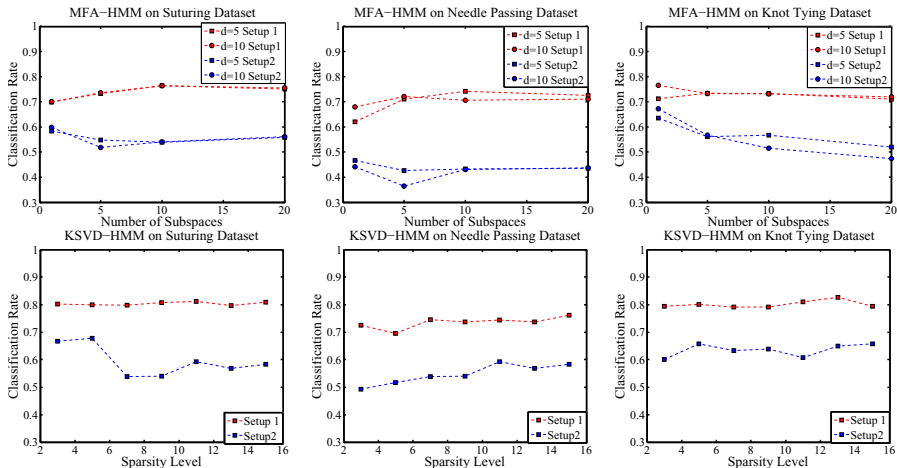 MFA−HMM on Suturing Dataset
1
0.9
0.8
0.7
0.6
0.5
0.4
0.3
Classification Rate
d=5 Setup 1
d=10 Setup1
d=5 Setup2
d=10 Setup2
0 5 10 15 20
Number of Subspaces
MFA−HMM on Needle Passing Dataset
1
0.9
0.8
0.7
0.6
0.5
0.4
0.3
Classification Rate
d=5 Setup 1
d=10 Setup1
d=5 Setup2
d=10 Setup2
0 5 10 15 20
Number of Subspaces
MFA−HMM on Knot Tying Dataset
1
0.9
0.8
0.7
0.6
0.5
0.4
0.3
Classification Rate
d=5 Setup 1
d=10 Setup1
d=5 Setup2
d=10 Setup2
0 5 10 15 20
Number of Subspaces
KSVD−HMM on Suturing Dataset
1
0.9
0.8
0.7
0.6
0.5
0.4
0.3
Classification Rate
Setup 1
Setup2
2 4 6 8 10 12 14 16
Sparsity Level
KSVD−HMM on Needle Passing Dataset
1
0.9
0.8
0.7
0.6
0.5
0.4
0.3
Classification Rate
Setup 1
Setup2
2 4 6 8 10 12 14 16
Sparsity Level
KSVD−HMM on Knot Tying Dataset
1
0.9
0.8
0.7
0.6
0.5
0.4
0.3
Classification Rate
Setup 1
Setup2
2 4 6 8 10 12 14 16
Sparsity Level